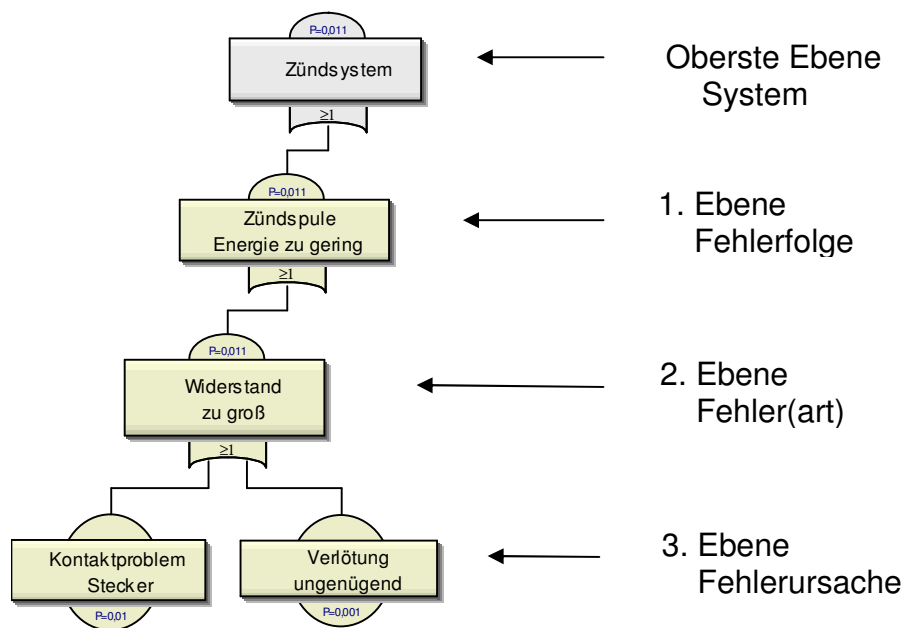 P=0,011
Zündsystem
≥1
Oberste Ebene
System
P=0,011
Zündspule
Energie zu gering
≥1
1. Ebene
Fehlerfolge
P=0,011
Widerstand
zu groß
≥1
2. Ebene
Fehler(art)
Kontaktproblem
Stecker
P=0,01
Verlötung
ungenügend
P=0,001
3. Ebene
Fehlerursache